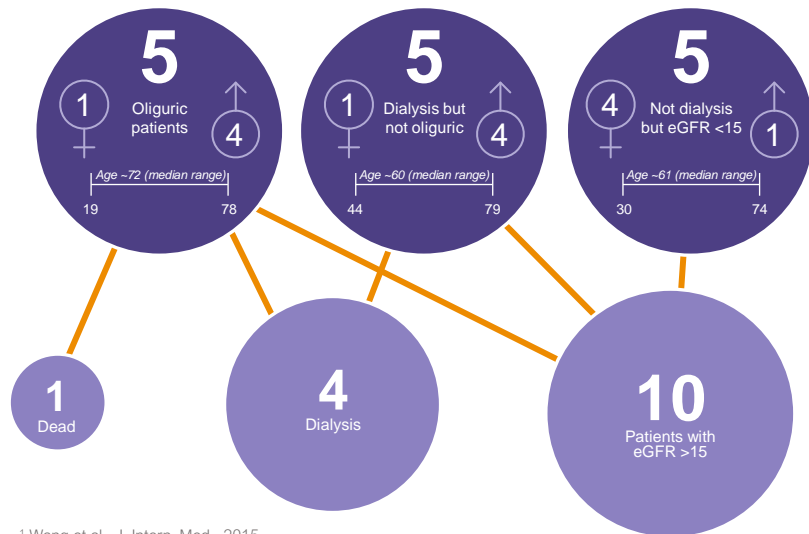 5
Oliguric
patients
1
4
Age ~72 (median range)
19
78
5
Dialysis but
not oliguric
1
4
Age ~60 (median range)
44
79
5
Not dialysis
but eGFR <15
4
1
Age ~61 (median range)
30
74
1
Dead
4
Dialysis
10
Patients with
eGFR >15